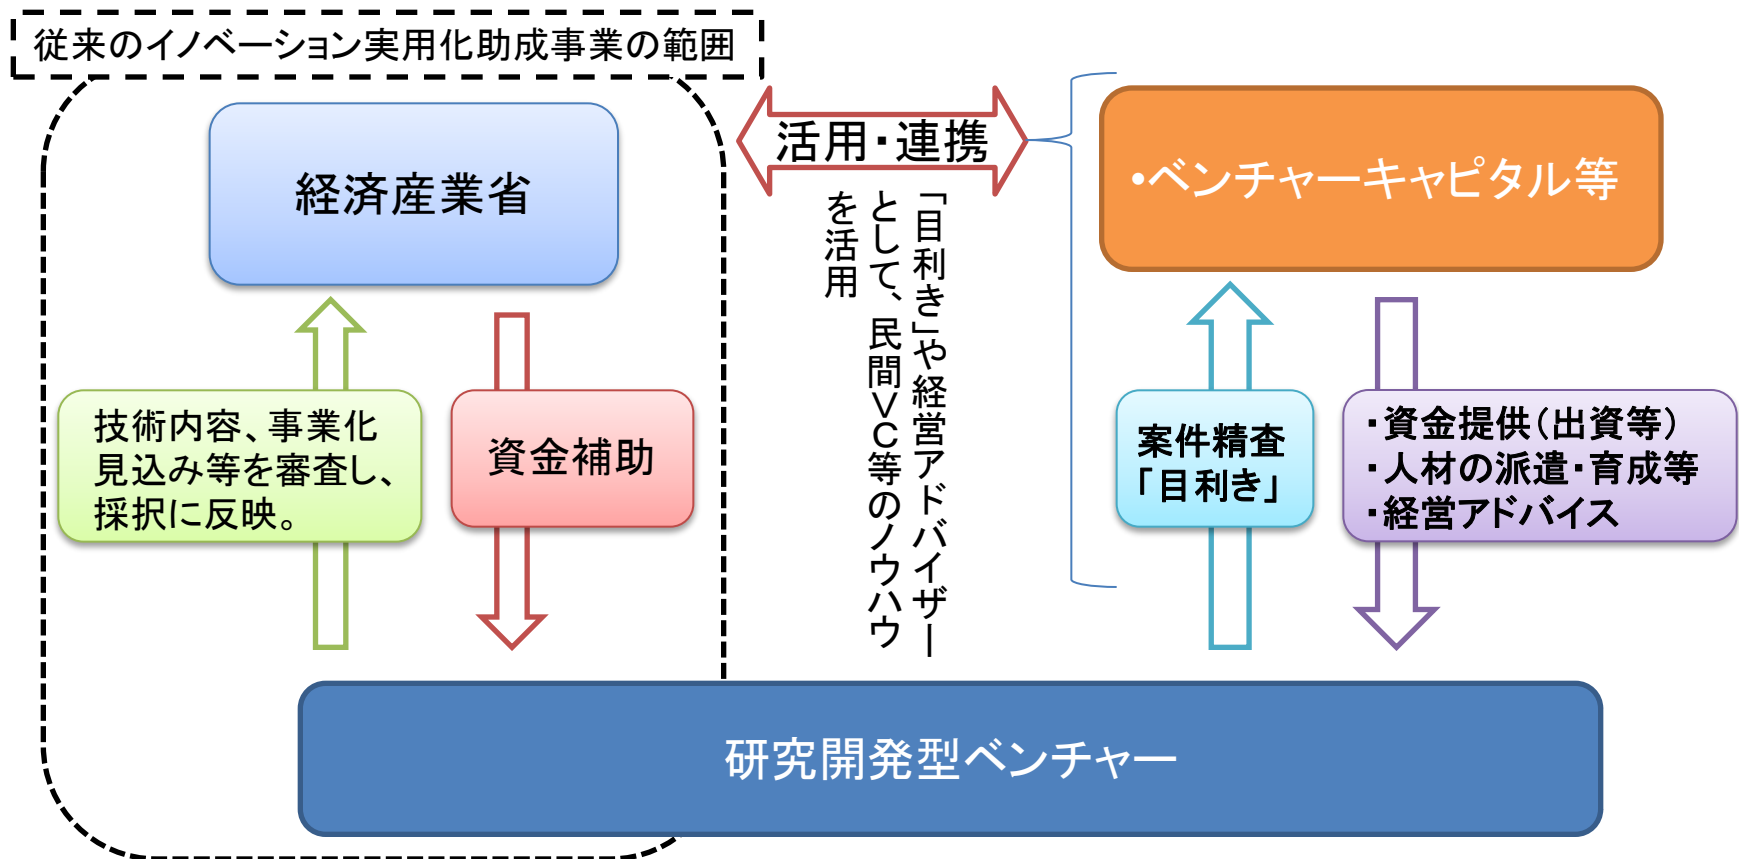 従来のイノベーション実用化助成事業の範囲
経済産業省
活用・連携
・ベンチャーキャピタル等
「目利き」や経営アドバイザー
として、民間VC等のノウハウ
を活用
技術内容、事業化
見込み等を審査し、
採択に反映。
資金補助
案件精査
「目利き」
・資金提供（出資等）
・人材の派遣・育成等
・経営アドバイス
研究開発型ベンチャー